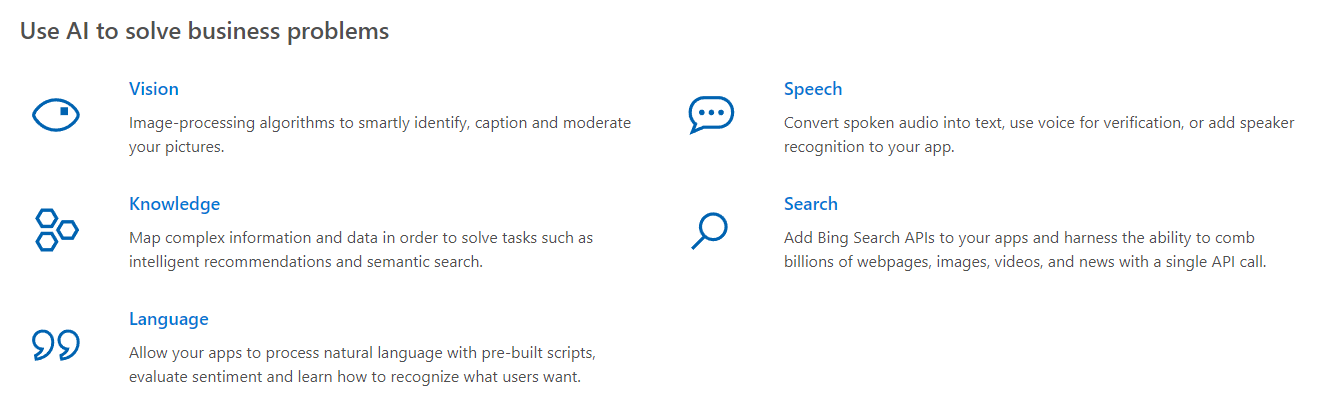 Use AI to solve business problems
Vision
Image-processing algorithms to smartly identify, caption and moderate
your pictures.
Speech
Convert spoken audio into text, use voice for verification, or add speaker
recognition to your app.
Knowledge
Map complex information and data in order to solve tasks such as
intelligent recommendations and semantic search.
Search
Add Bing Search APIs to your apps and harness the ability to comb
billions of webpages, images, videos, and news with a single API call.
Language
Allow your apps to process natural language with pre-built scripts,
evaluate sentiment and learn how to recognize what users want.